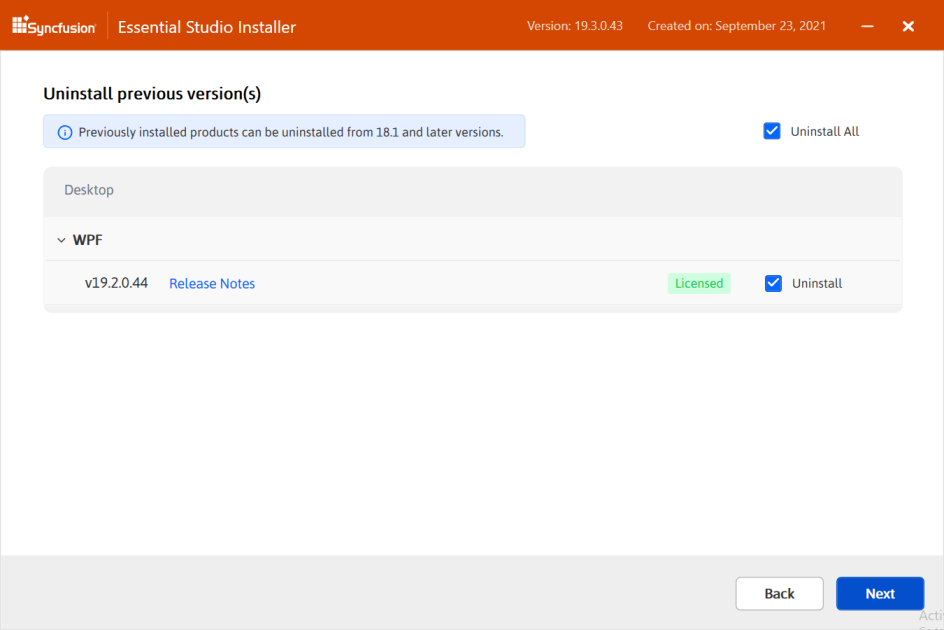 Syncfusion Essential Studio Installer Version: 19.3.0.43 Created on: September 23, 2021
Uninstall previous version(s)
Previously installed products can be uninstalled from 18.1 and later versions. Uninstall All
Desktop
WPF
v19.2.0.44 Release Notes Licensed Uninstall
Back Next